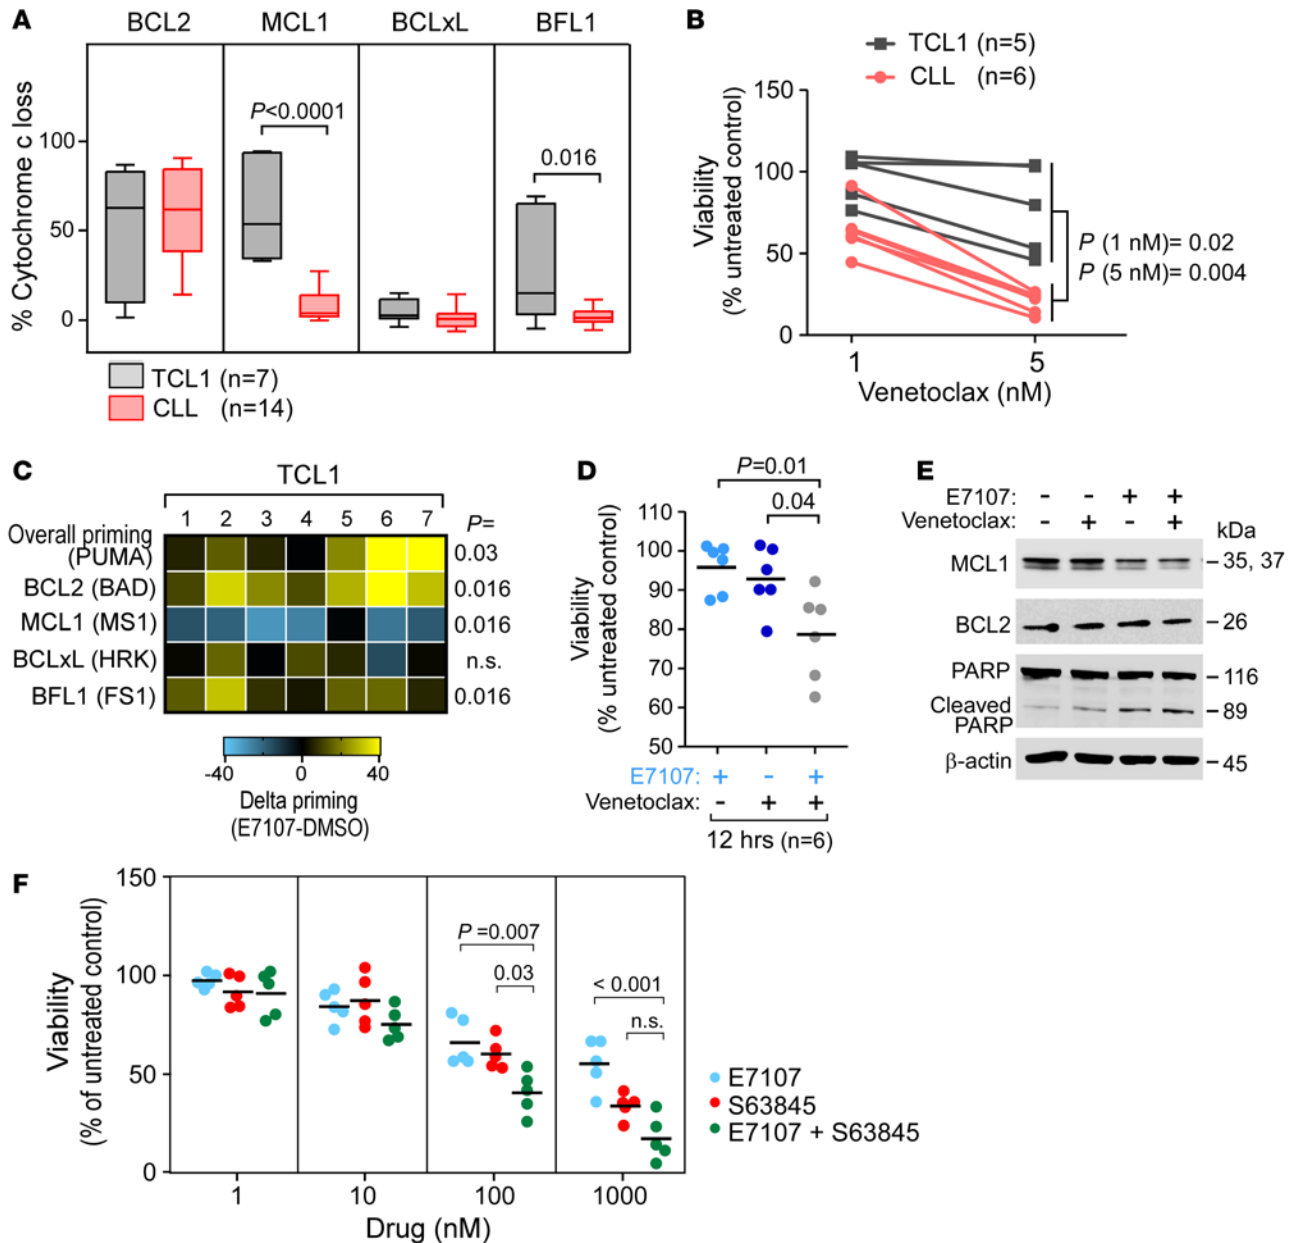 A
BCL2 MCL1 BCLxL BFL1
% Cytochrome c loss
100
50
0
P<0.0001
0.016
TCL1 (n=7)
CLL (n=14)
B
TCL1 (n=5)
CLL (n=6)
Viability
(% untreated control)
150
100
50
0
P (1 nM)= 0.02
P (5 nM)= 0.004
1 5
Venetoclax (nM)
C
TCL1
1 2 3 4 5 6 7 P=
Overall priming
(PUMA) 0.03
BCL2 (BAD) 0.016
MCL1 (MS1) 0.016
BCLxL (HRK) n.s.
BFL1 (FS1) 0.016
-40 0 40
Delta priming
(E7107-DMSO)
D
P=0.01
0.04
Viability
(% untreated control)
110
100
90
80
70
60
50
E7107: + - +
Venetoclax: - + +
12 hrs (n=6)
E
E7107: - - + +
Venetoclax: - + - +
kDa
MCL1 35, 37
BCL2 26
PARP 116
Cleaved
PARP 89
β-actin 45
F
Viability
(% of untreated control)
150
100
50
0
P =0.007
0.03
< 0.001
n.s.
1 10 100 1000
Drug (nM)
E7107
S63845
E7107 + S63845